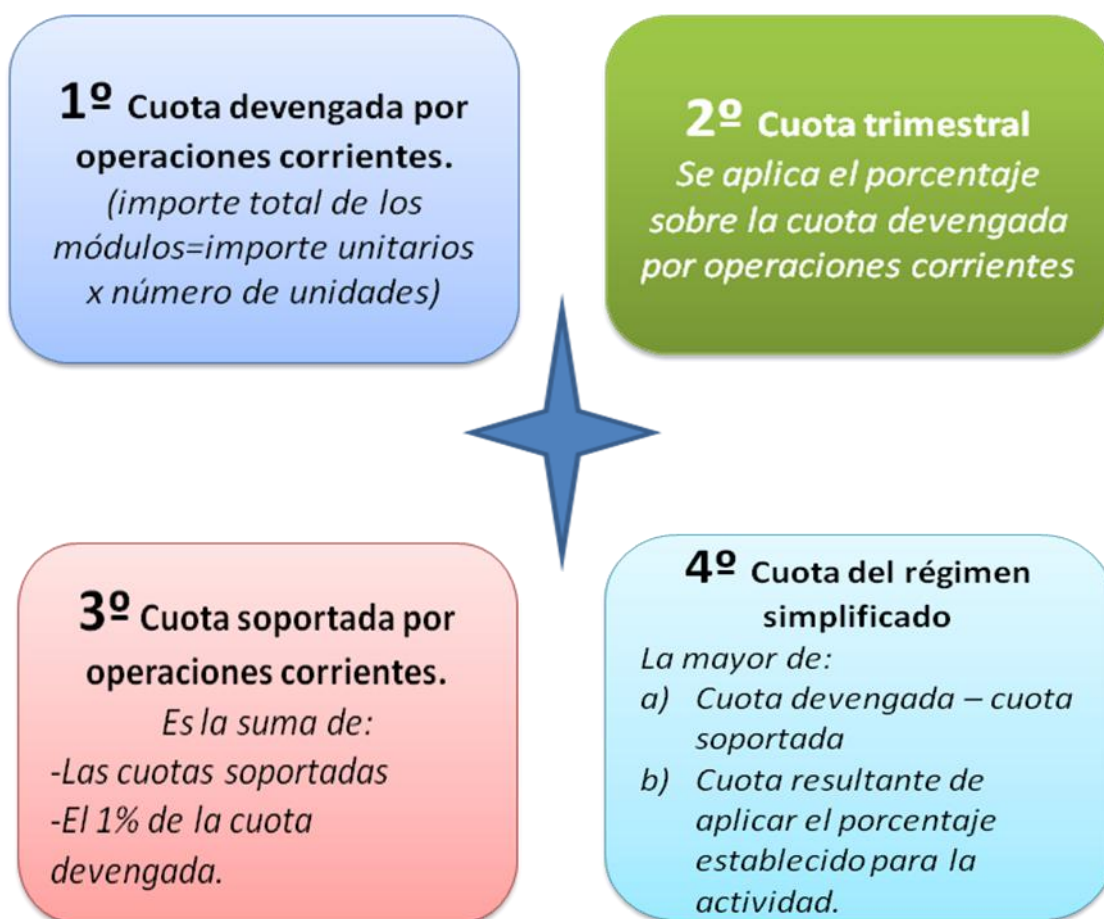 1º Cuota devengada por
operaciones corrientes.
(importe total de los
módulos=importe unitarios
x número de unidades)
2º Cuota trimestral
Se aplica el porcentaje
sobre la cuota devengada
por operaciones corrientes
3º Cuota soportada por
operaciones corrientes.
Es la suma de:
-Las cuotas soportadas
-El 1% de la cuota
devengada.
4º Cuota del régimen
simplificado
La mayor de:
a) Cuota devengada – cuota
soportada
b) Cuota resultante de
aplicar el porcentaje
establecido para la
actividad.